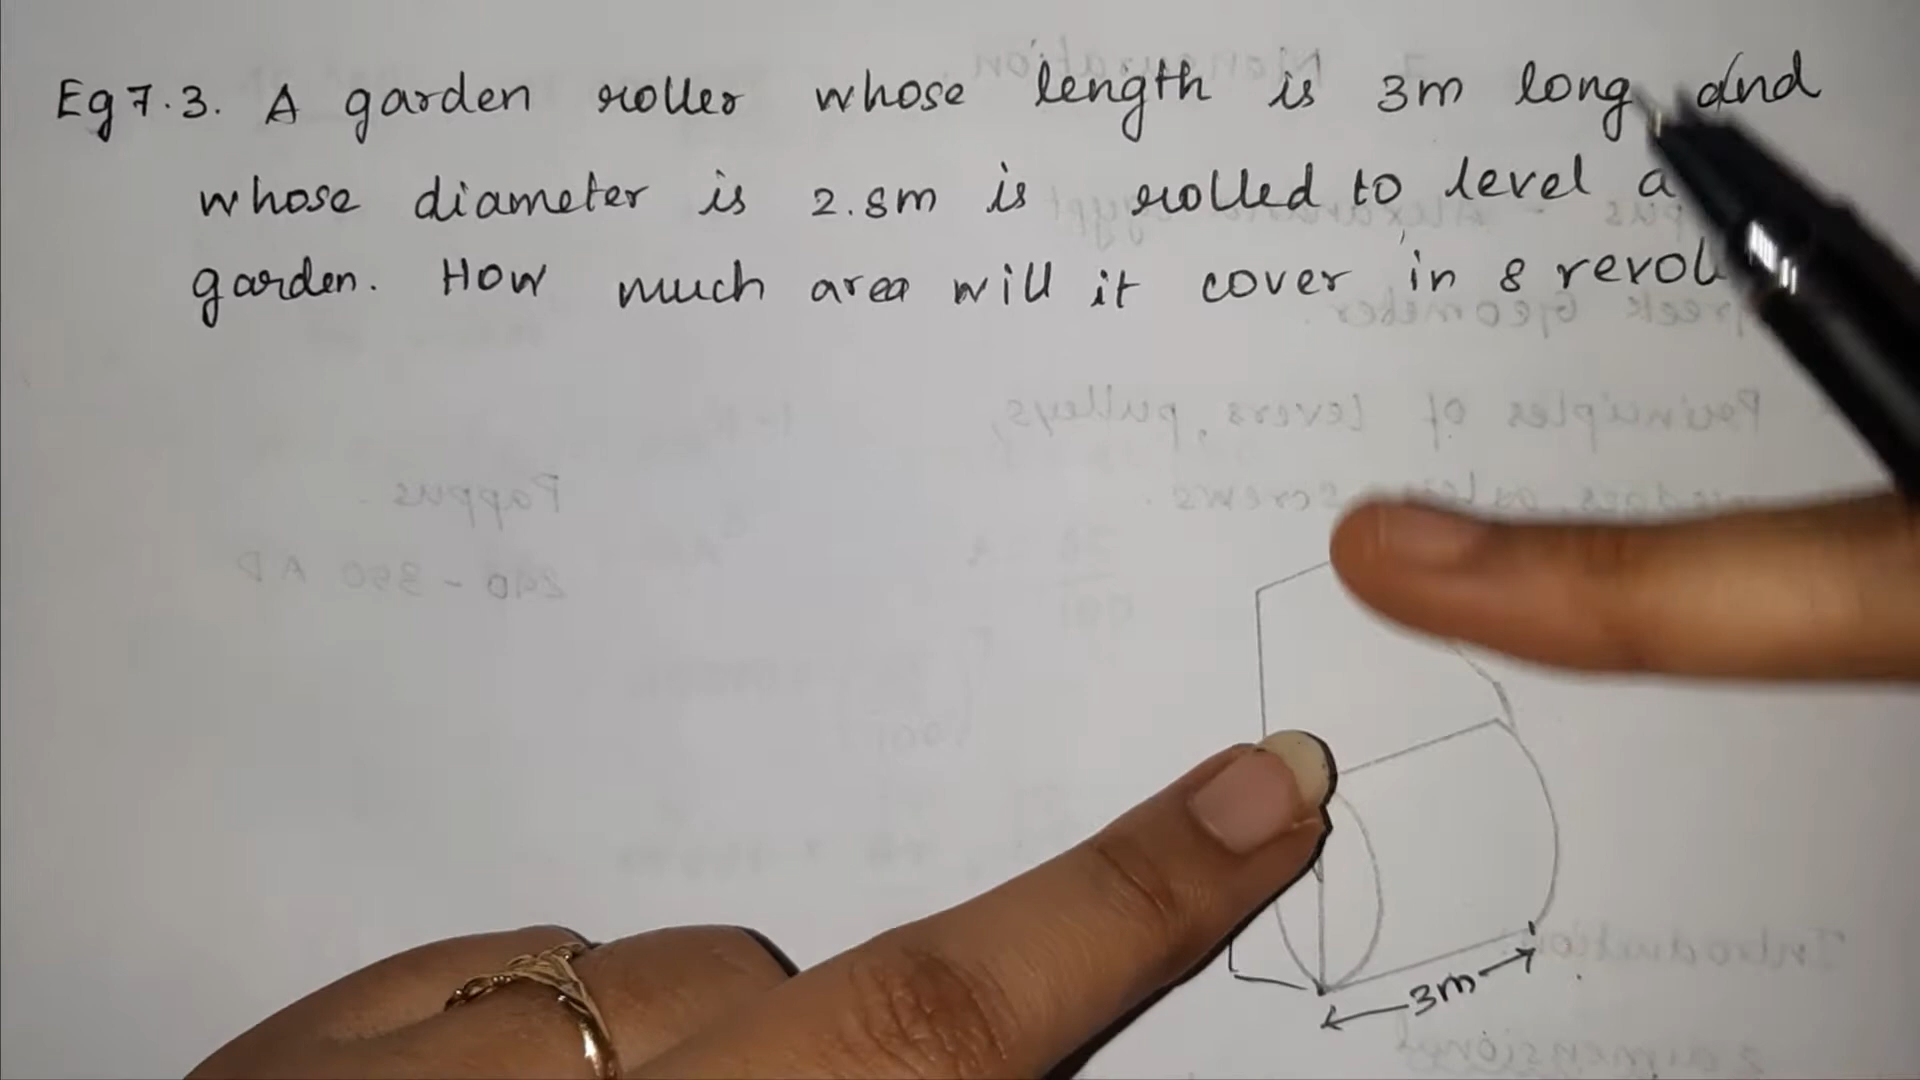 Eg 7.3. A garden roller whose length is 3m long and
whose diameter is 2.8m is rolled to level a
garden. How much area will it cover in 8 revol
3m